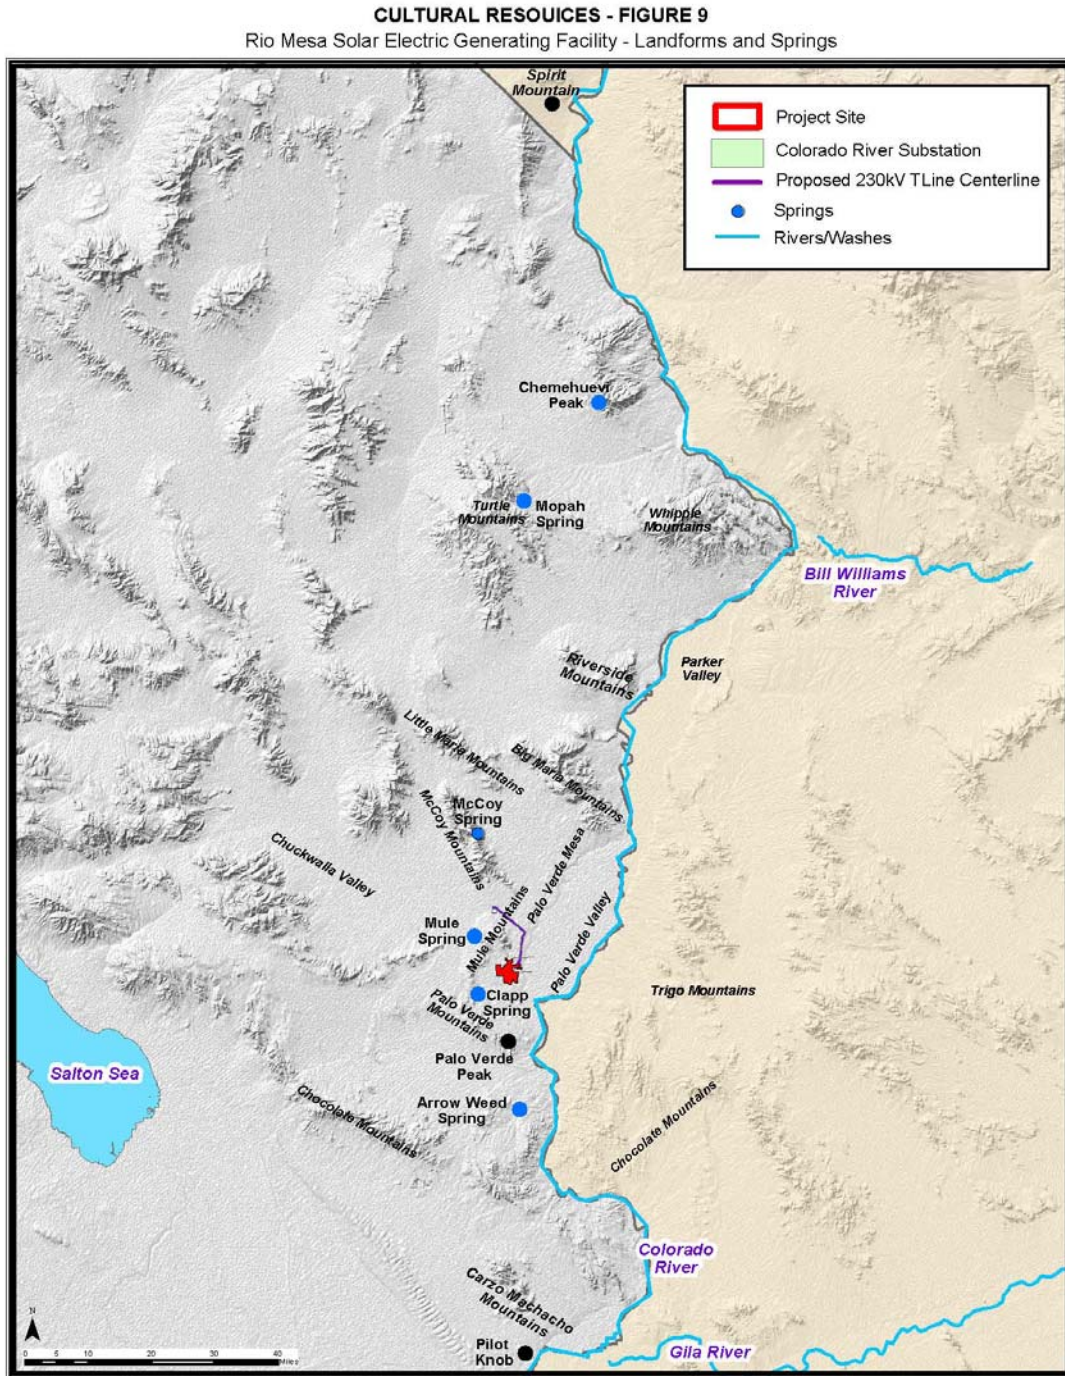 CULTURAL RESOUICES - FIGURE 9
Rio Mesa Solar Electric Generating Facility - Landforms and Springs
Spirit
Mountain
Project Site
Colorado River Substation
Proposed 230kV TLine Centerline
Springs
Rivers/Washes
Chemehuevi
Peak
Turtle
Mountains
Mopah
Spring
Whipple
Mountains
Bill Williams
River
Riverside
Mountains
Parker
Valley
Little Maria Mountains
Big Maria Mountains
McCoy
Spring
McCoy Mountains
Chuckwalla Valley
Palo Verde Mesa
Mule Mountains
Palo Verde Valley
Mule
Spring
Clapp
Spring
Palo Verde
Mountains
Trigo Mountains
Palo Verde
Peak
Salton Sea
Arrow Weed
Spring
Chocolate Mountains
Chocolate Mountains
Colorado
River
Carzo Machacho
Mountains
Pilot
Knob
Gila River
N
0 5 10 20 30 40
Miles